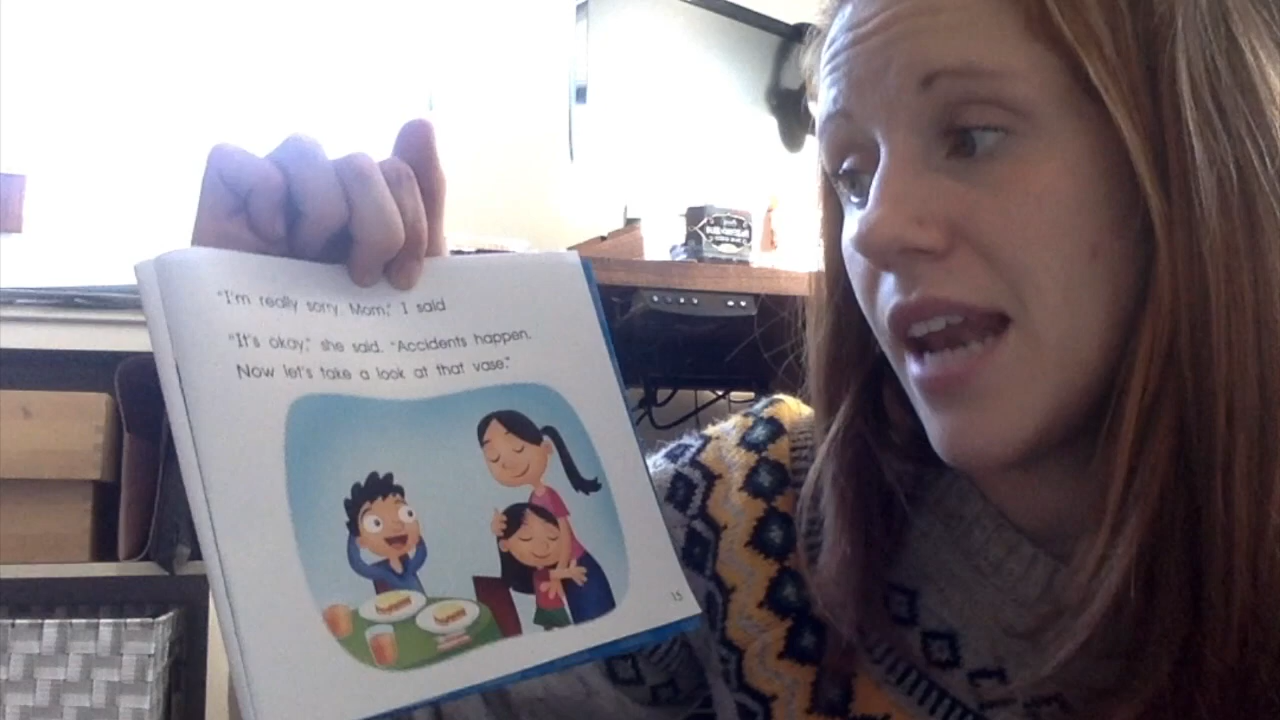 "I'm really sorry, Mom," I said
"It's okay," she said. "Accidents happen.
Now let's take a look at that vase."
15